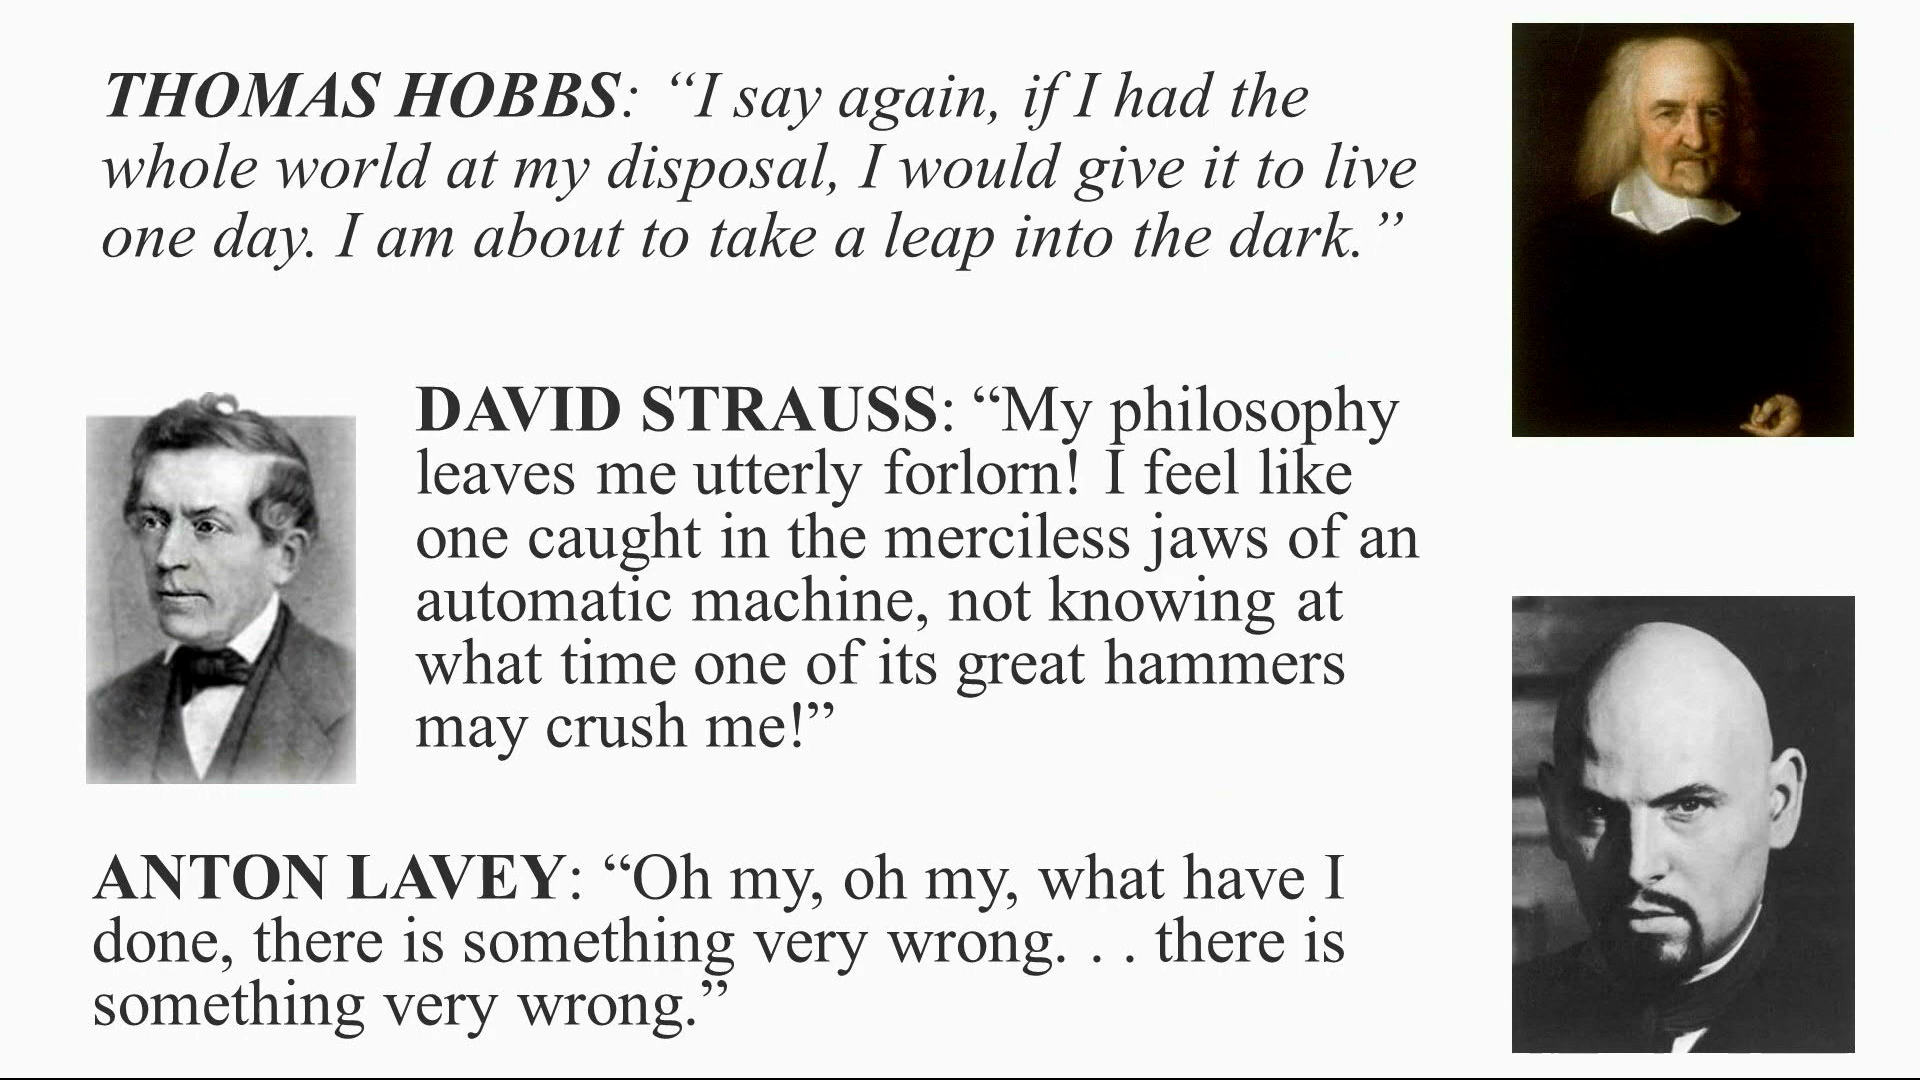 THOMAS HOBBS: “I say again, if I had the
whole world at my disposal, I would give it to live
one day. I am about to take a leap into the dark.”
DAVID STRAUSS: “My philosophy
leaves me utterly forlorn! I feel like
one caught in the merciless jaws of an
automatic machine, not knowing at
what time one of its great hammers
may crush me!”
ANTON LAVEY: “Oh my, oh my, what have I
done, there is something very wrong. . . there is
something very wrong.”